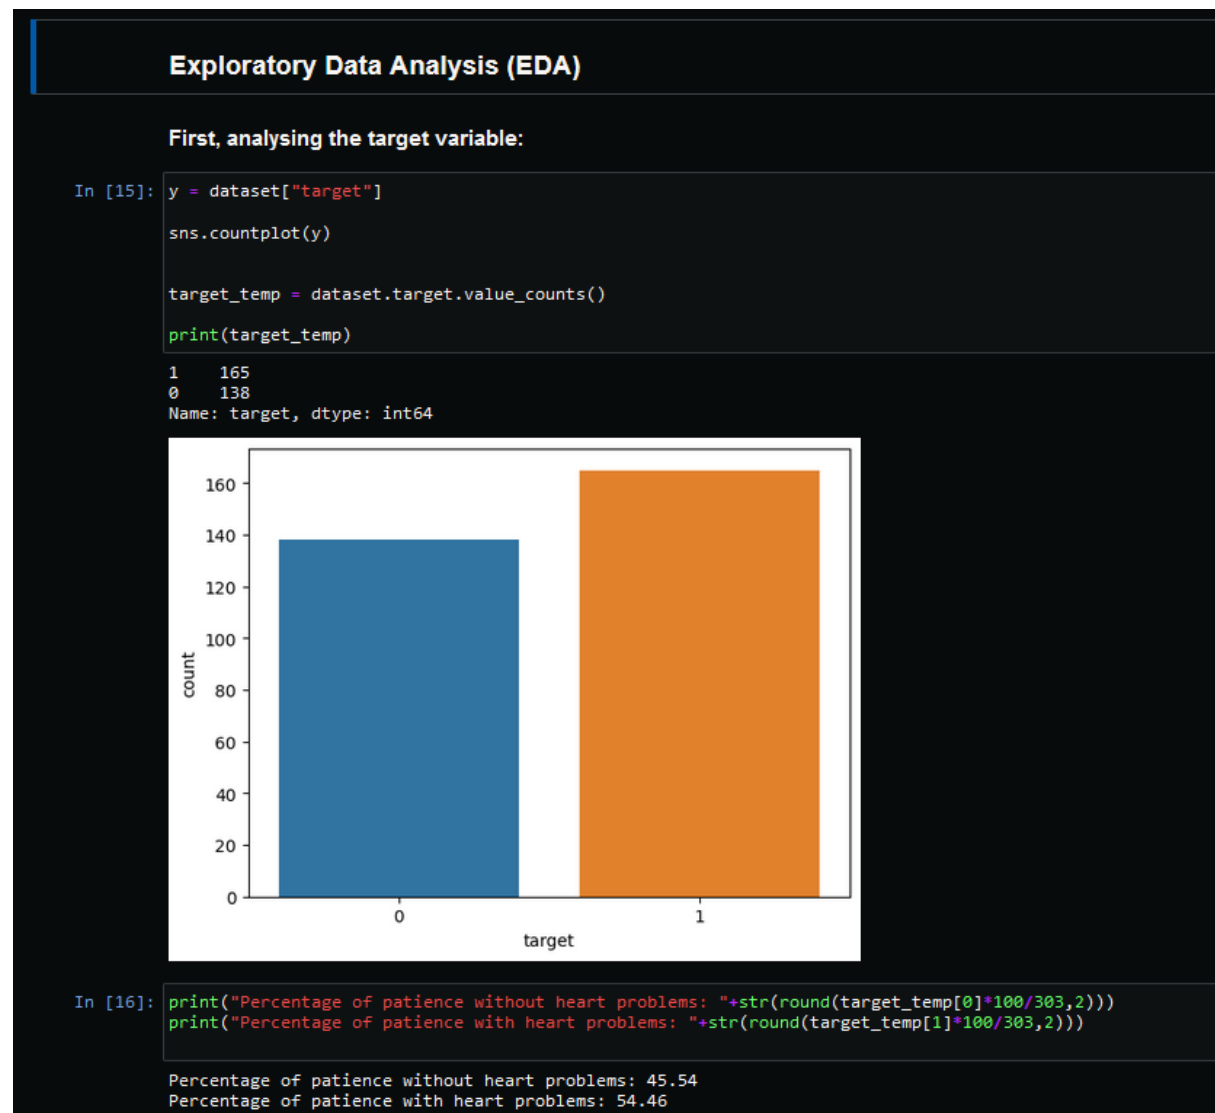 Exploratory Data Analysis (EDA)
First, analysing the target variable:
In [15]: y = dataset["target"]
sns.countplot(y)
target_temp = dataset.target.value_counts()
print(target_temp)
1    165
0    138
Name: target, dtype: int64
160
140
120
100
80
60
40
20
0
count
0 1
target
In [16]: print("Percentage of patience without heart problems: "+str(round(target_temp[0]*100/303,2)))
print("Percentage of patience with heart problems: "+str(round(target_temp[1]*100/303,2)))
Percentage of patience without heart problems: 45.54
Percentage of patience with heart problems: 54.46